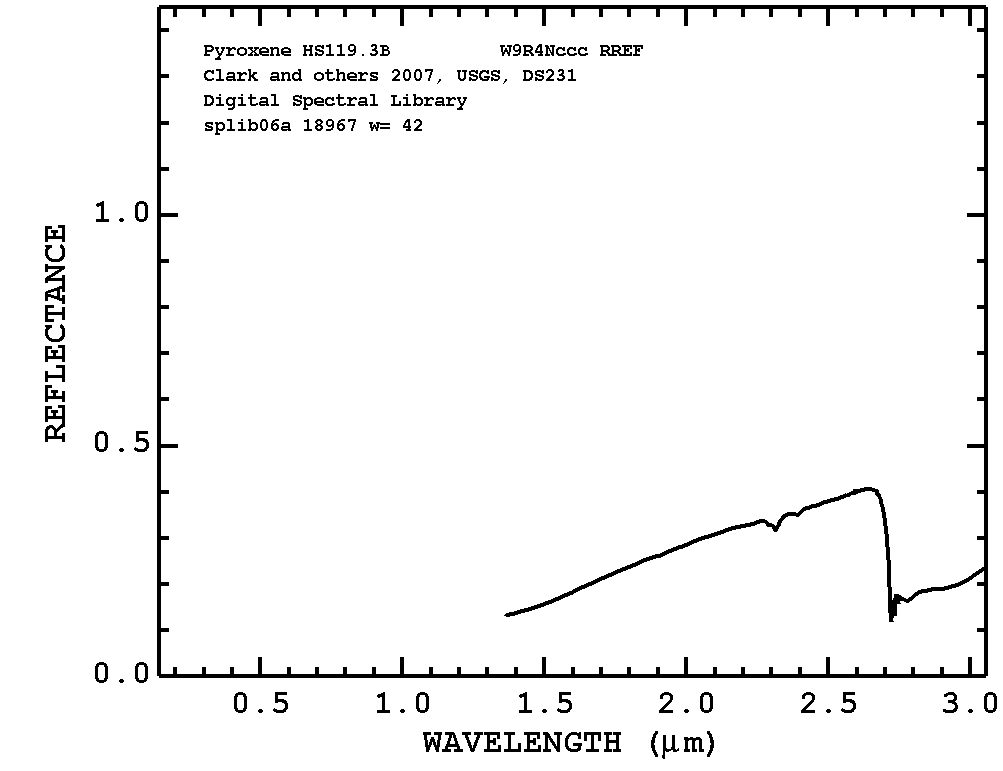 Pyroxene HS119.3B W9R4Nccc RREF
Clark and others 2007, USGS, DS231
Digital Spectral Library
splib06a 18967 w= 42
1.0
0.5
0.0
REFLECTANCE
0.5 1.0 1.5 2.0 2.5 3.0
WAVELENGTH (μm)